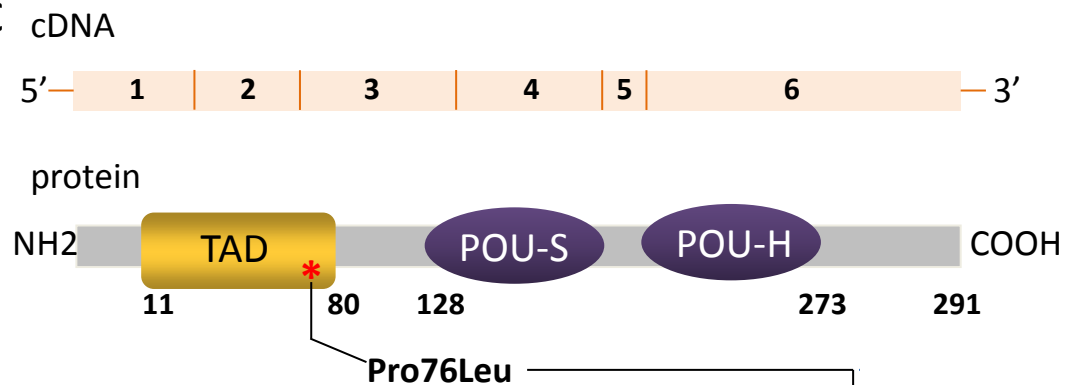 C cDNA
5’ 1 2 3 4 5 6 3’
protein
NH2 TAD * POU-S POU-H COOH
11 80 128 273 291
Pro76Leu